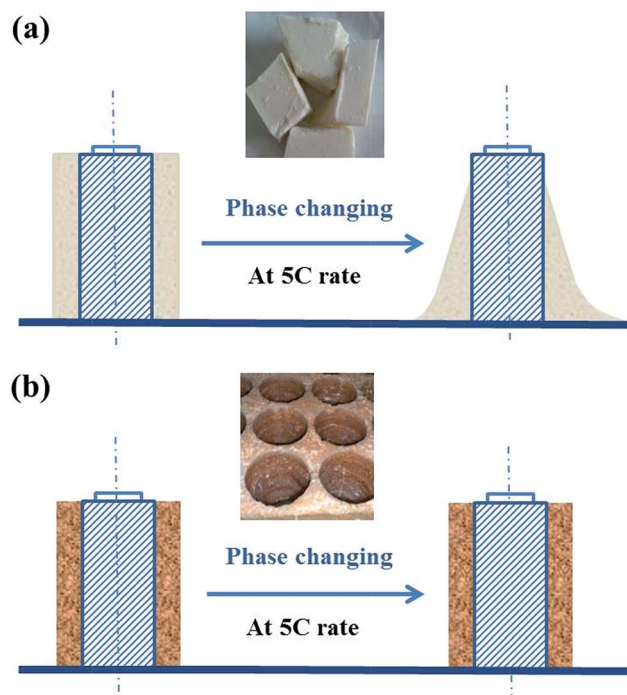 (a)
Phase changing
At 5C rate
(b)
Phase changing
At 5C rate